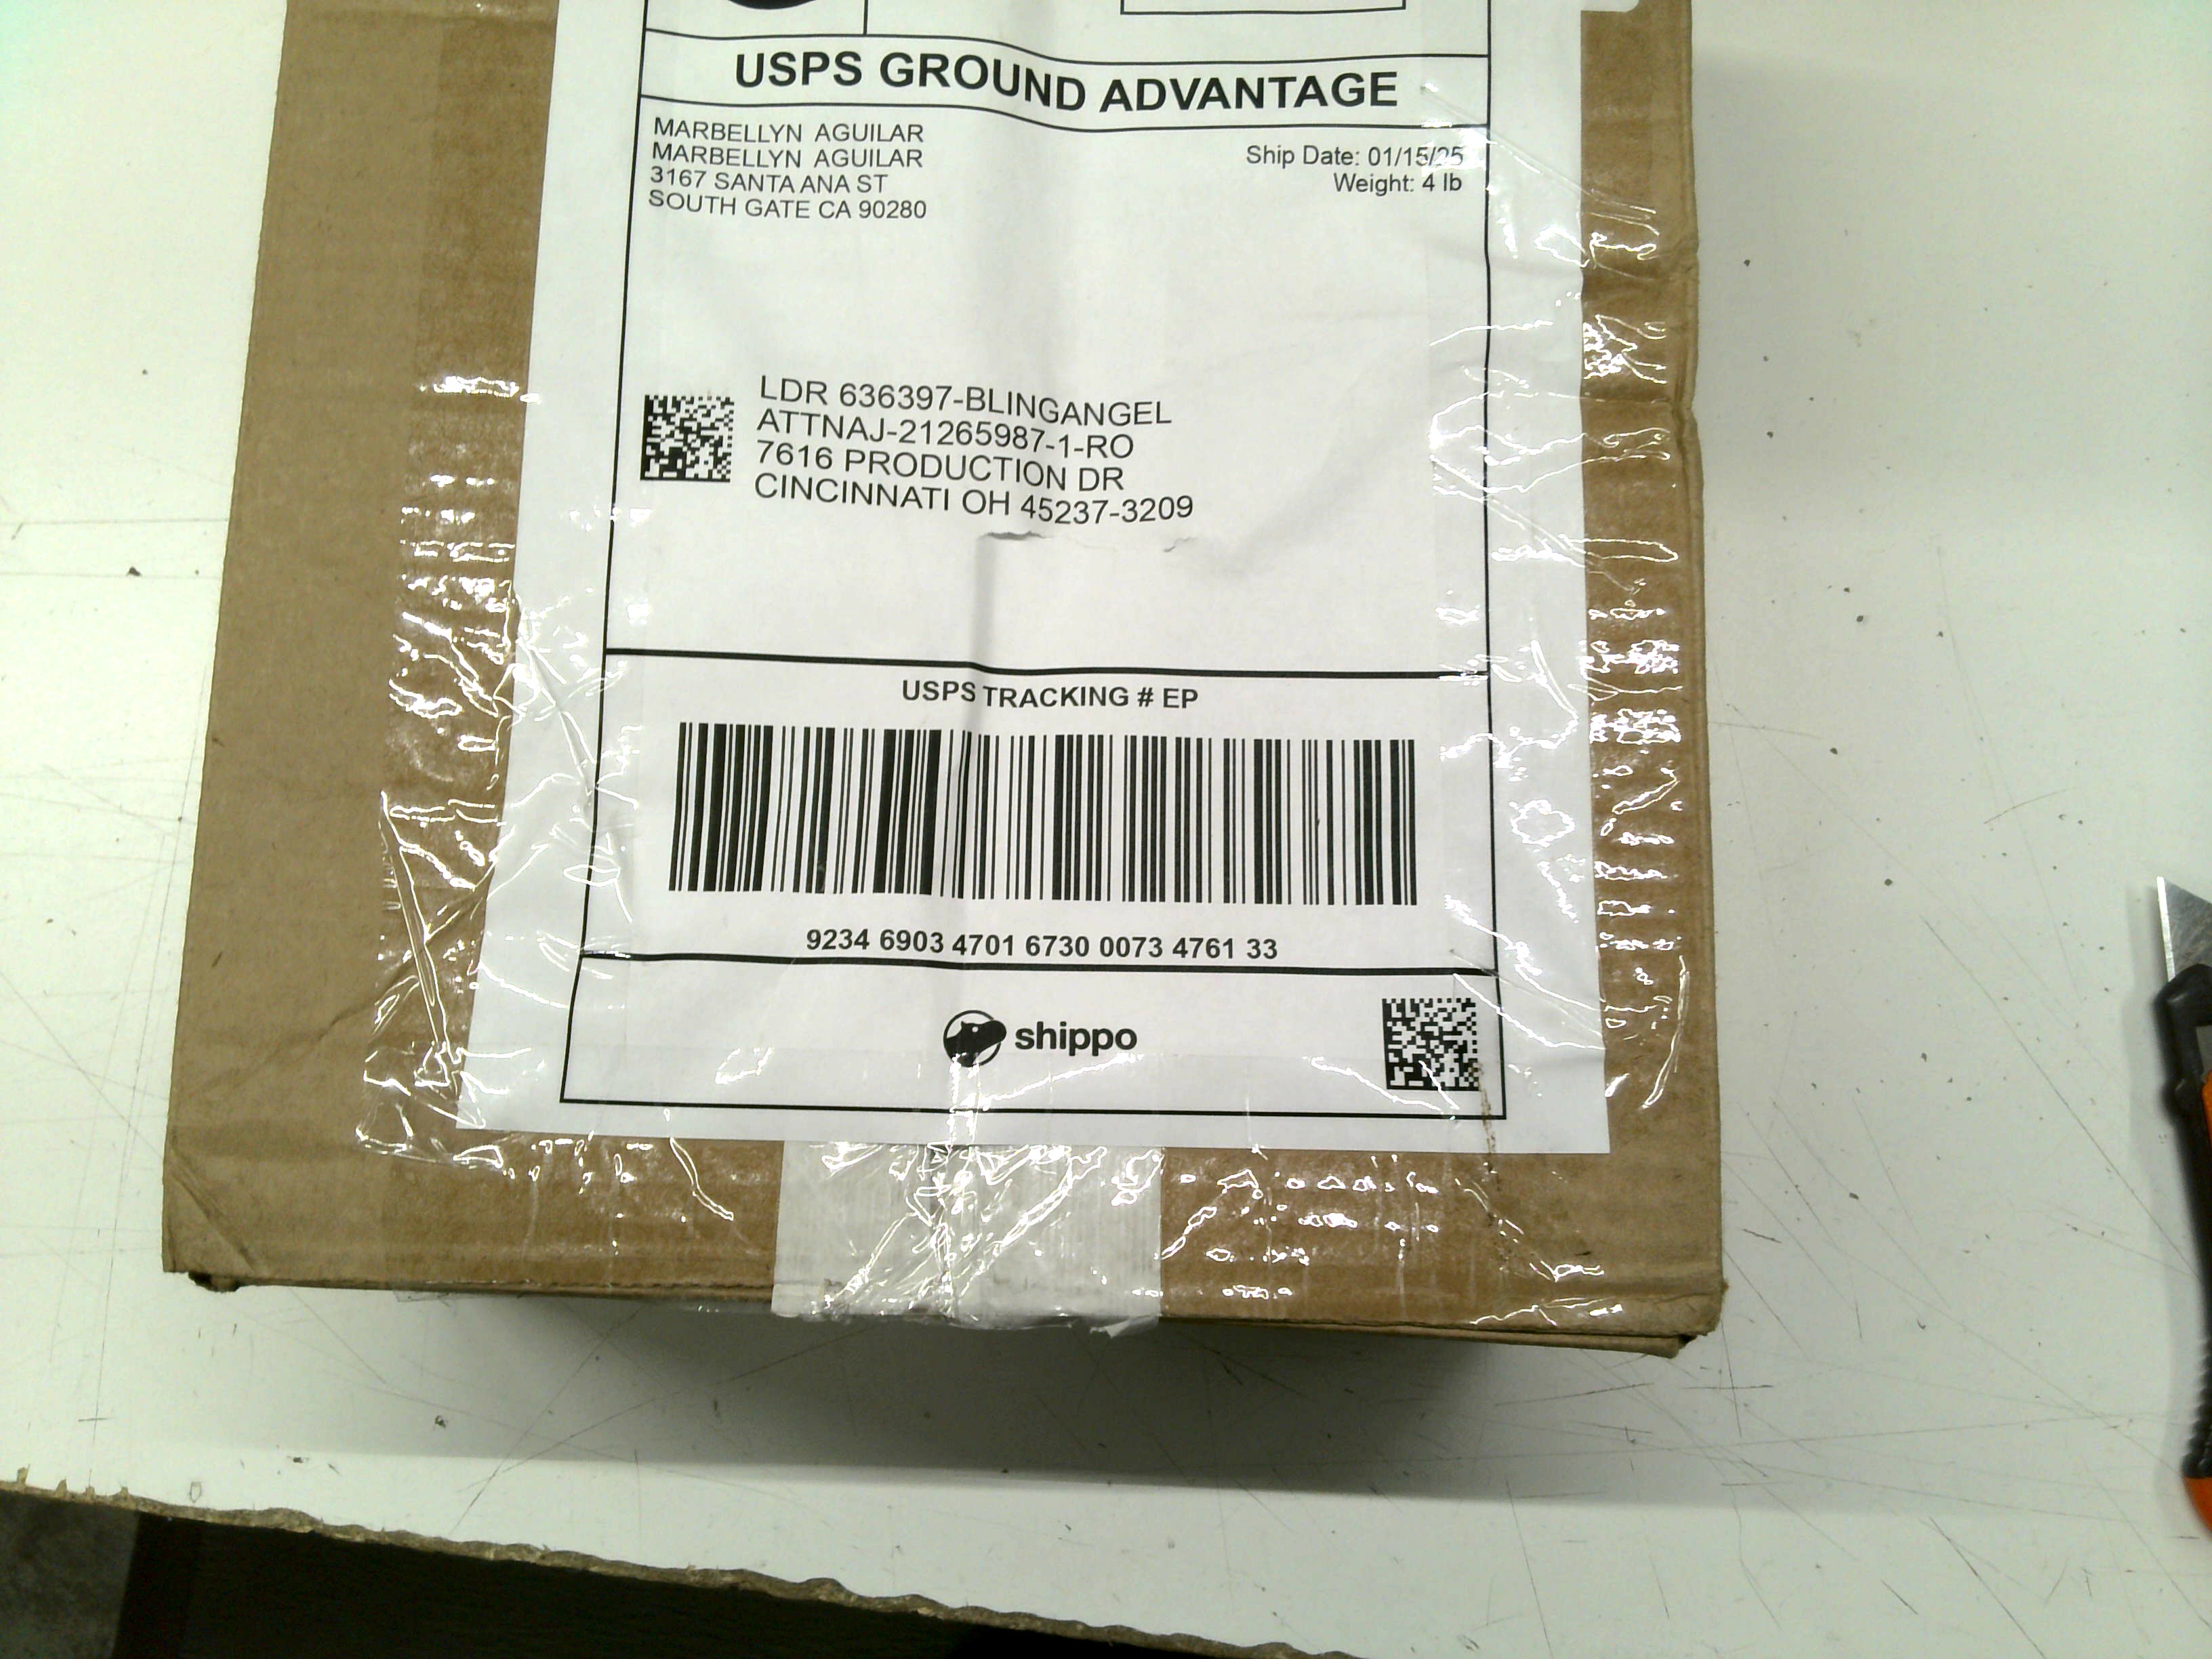 USPS GROUND ADVANTAGE
MARBELLYN AGUILAR
MARBELLYN AGUILAR
3167 SANTA ANA ST
SOUTH GATE CA 90280
Ship Date: 01/15/25
Weight: 4 lb
LDR 636397-BLINGANGEL
ATTNAJ-21265987-1-RO
7616 PRODUCTION DR
CINCINNATI OH 45237-3209
USPS TRACKING # EP
9234 6903 4701 6730 0073 4761 33
shippo